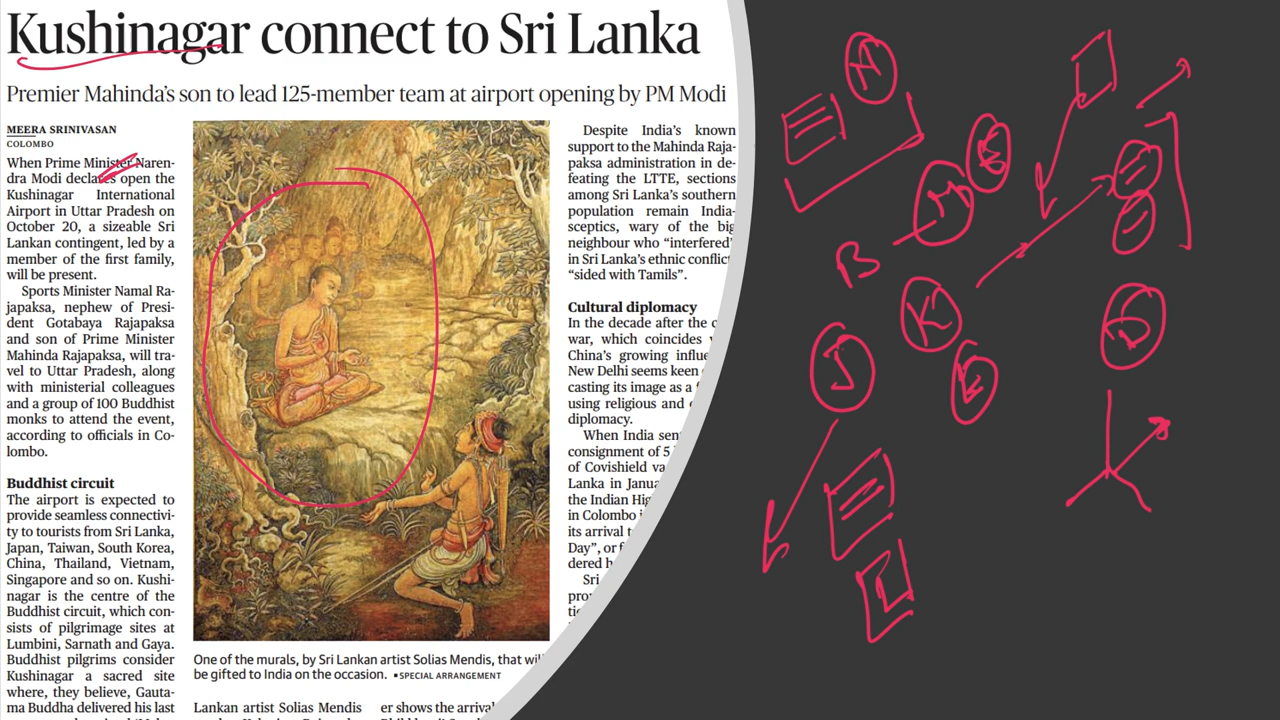 Kushinagar connect to Sri Lanka
Premier Mahinda's son to lead 125-member team at airport opening by PM Modi
MEERA SRINIVASAN
COLOMBO
When Prime Minister Naren-
dra Modi declares open the
Kushinagar International
Airport in Uttar Pradesh on
October 20, a sizeable Sri
Lankan contingent, led by a
member of the first family,
will be present.
Sports Minister Namal Ra-
japaksa, nephew of Presi-
dent Gotabaya Rajapaksa
and son of Prime Minister
Mahinda Rajapaksa, will tra-
vel to Uttar Pradesh, along
with ministerial colleagues
and a group of 100 Buddhist
monks to attend the event,
according to officials in Co-
lombo.
Buddhist circuit
The airport is expected to
provide seamless connectivi-
ty to tourists from Sri Lanka,
Japan, Taiwan, South Korea,
China, Thailand, Vietnam,
Singapore and so on. Kushi-
nagar is the centre of the
Buddhist circuit, which con-
sists of pilgrimage sites at
Lumbini, Sarnath and Gaya.
Buddhist pilgrims consider
Kushinagar a sacred site
where, they believe, Gauta-
ma Buddha delivered his last
One of the murals, by Sri Lankan artist Solias Mendis, that will
be gifted to India on the occasion. ▪SPECIAL ARRANGEMENT
Lankan artist Solias Mendis
er shows the arrival
Despite India's known
support to the Mahinda Raja-
paksa administration in de-
feating the LTTE, sections
among Sri Lanka's southern
population remain India-
sceptics, wary of the big
neighbour who "interfered"
in Sri Lanka's ethnic conflict
"sided with Tamils".
Cultural diplomacy
In the decade after the
war, which coincides
China's growing influe
New Delhi seems keen
casting its image as a
using religious and
diplomacy.
When India sen
consignment of 5
of Covishield va
Lanka in Janua
the Indian Hig
in Colombo
its arrival t
Day", or
dered h
Sri
A
M
B
K
J